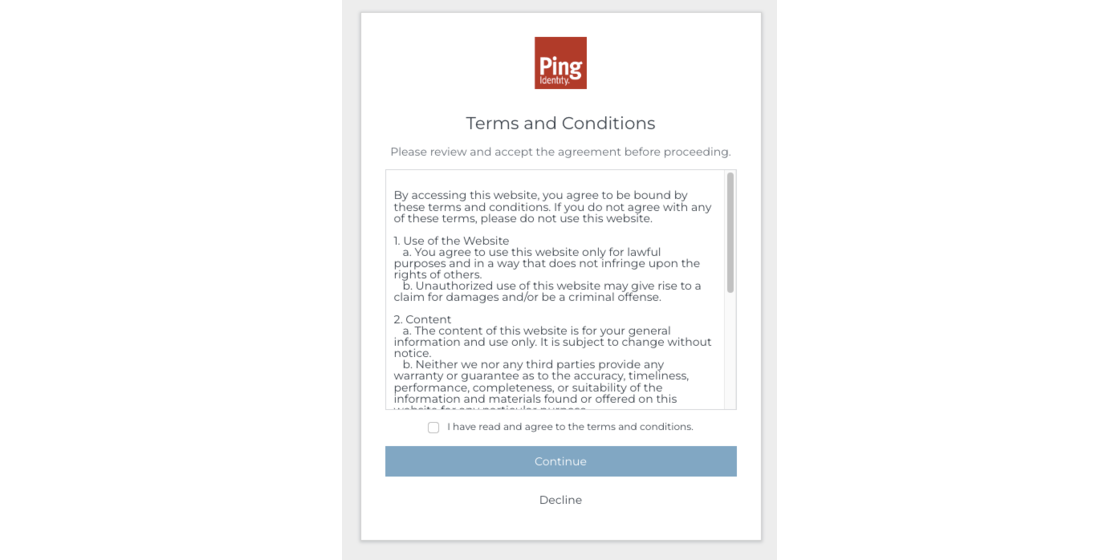 Ping
Identity.
Terms and Conditions
Please review and accept the agreement before proceeding.
By accessing this website, you agree to be bound by
these terms and conditions. If you do not agree with any
of these terms, please do not use this website.
1. Use of the Website
a. You agree to use this website only for lawful
purposes and in a way that does not infringe upon the
rights of others.
b. Unauthorized use of this website may give rise to a
claim for damages and/or be a criminal offense.
2. Content
a. The content of this website is for your general
information and use only. It is subject to change without
notice.
b. Neither we nor any third parties provide any
warranty or guarantee as to the accuracy, timeliness,
performance, completeness, or suitability of the
information and materials found or offered on this
website for any particular purpose.
I have read and agree to the terms and conditions.
Continue
Decline